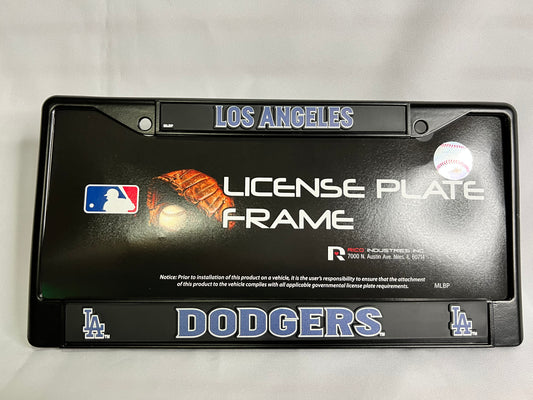 LOS ANGELES
MLBP
LICENSE PLATE
FRAME
RICO INDUSTRIES, INC.
7000 N. Austin Ave. Niles, IL 60714
Notice: Prior to installation of this product on a vehicle, it is the user's responsibility to ensure that the attachment
of this product to the vehicle complies with all applicable governmental license plate requirements.
MLBP
LA DODGERS LA